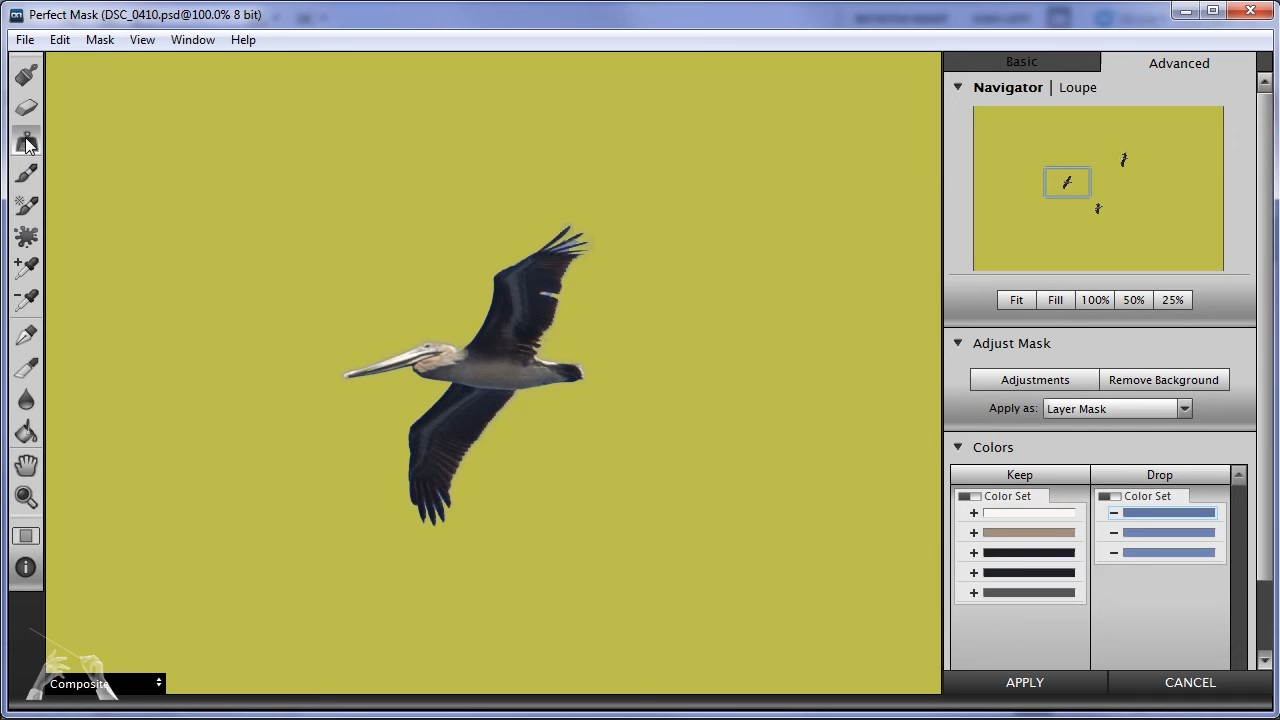 Perfect Mask (DSC_0410.psd@100.0% 8 bit)
File Edit Mask View Window Help
Basic Advanced
Navigator | Loupe
Fit Fill 100% 50% 25%
Adjust Mask
Adjustments Remove Background
Apply as: Layer Mask
Colors
Keep Drop
Color Set Color Set
Composite
APPLY CANCEL